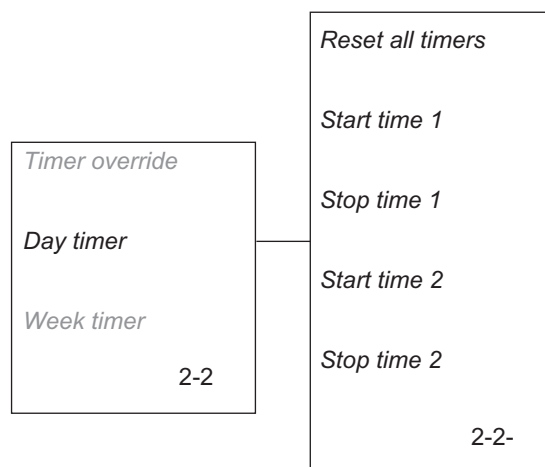 Timer override
Day timer
Week timer
2-2
Reset all timers
Start time 1
Stop time 1
Start time 2
Stop time 2
2-2-